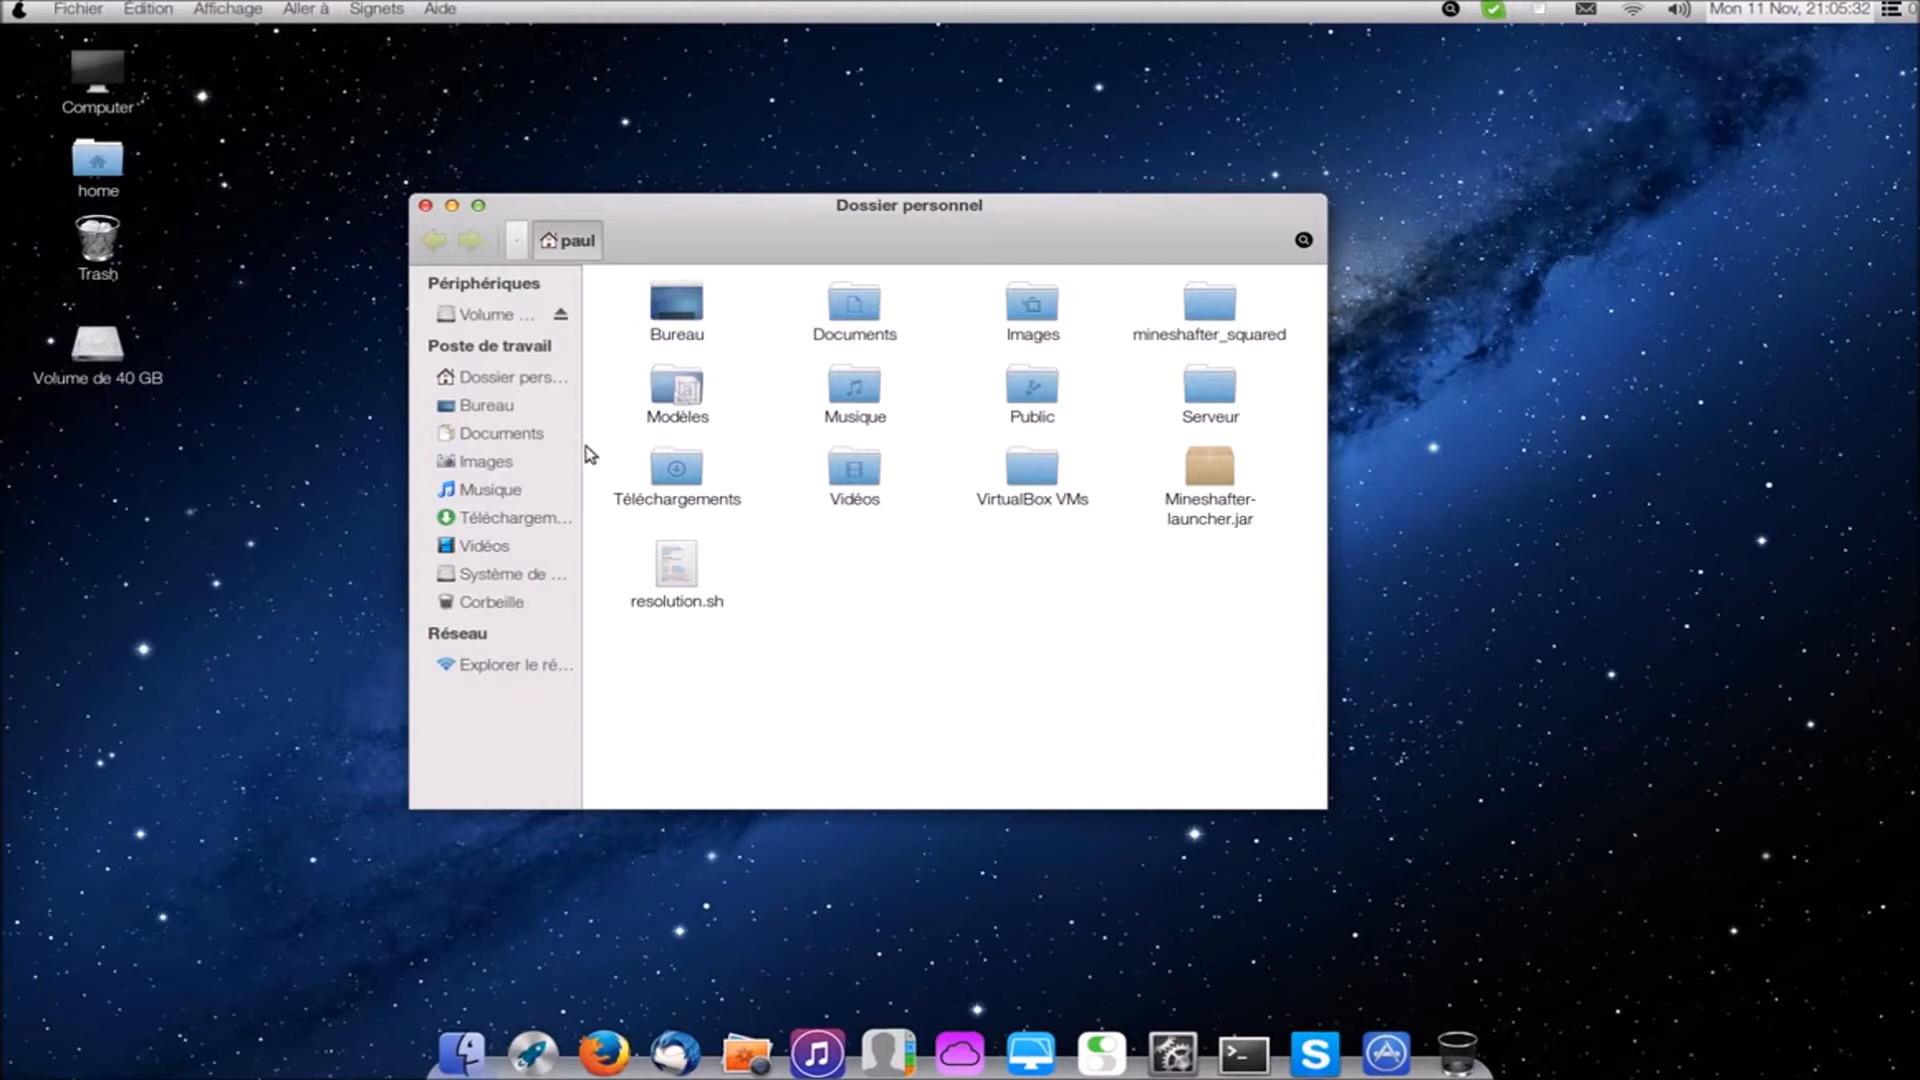 Fichier Édition Affichage Aller à Signets Aide
Mon 11 Nov, 21:05:32
Computer
home
Trash
Volume de 40 GB
Dossier personnel
paul
Périphériques
Volume ...
Poste de travail
Dossier pers...
Bureau
Documents
Images
Musique
Téléchargem...
Vidéos
Système de ...
Corbeille
Réseau
Explorer le ré...
Bureau
Documents
Images
mineshafter_squared
Modèles
Musique
Public
Serveur
Téléchargements
Vidéos
VirtualBox VMs
Mineshafter-
launcher.jar
resolution.sh